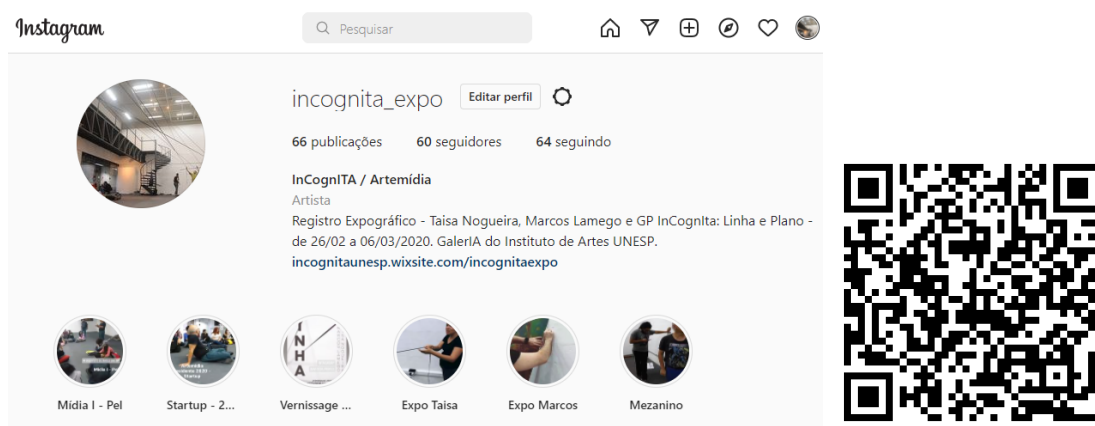 Instagram
Pesquisar
incognita_expo Editar perfil
66 publicações 60 seguidores 64 seguindo
InCognITA / Artemídia
Artista
Registro Expográfico - Taisa Nogueira, Marcos Lamego e GP InCognIta: Linha e Plano -
de 26/02 a 06/03/2020. GalerIA do Instituto de Artes UNESP.
incognitaunesp.wixsite.com/incognitaexpo
I
N
H
A
Mídia I - Pel
Mídia I - Pel Startup - 2... Vernissage ... Expo Taisa Expo Marcos Mezanino